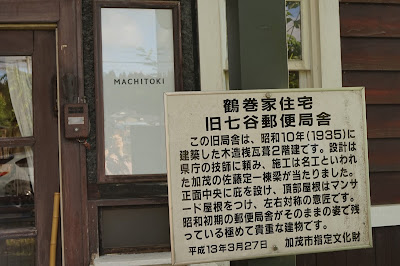 MACHITOKI
鶴巻家住宅
旧七谷郵便局舎
この旧局舎は、昭和10年(1935)に
建築した木造桟瓦葺2階建です。設計は
県庁の技師に頼み、施工は名工といわれ
た加茂の佐藤定一棟梁が当たりました。
正面中央に庇を設け、頂部屋根はマンサ
ード屋根をつけ、左右対称の意匠です。
昭和初期の郵便局舎がそのままの姿で残
っている極めて貴重な建物です。
平成13年3月27日 加茂市指定文化財